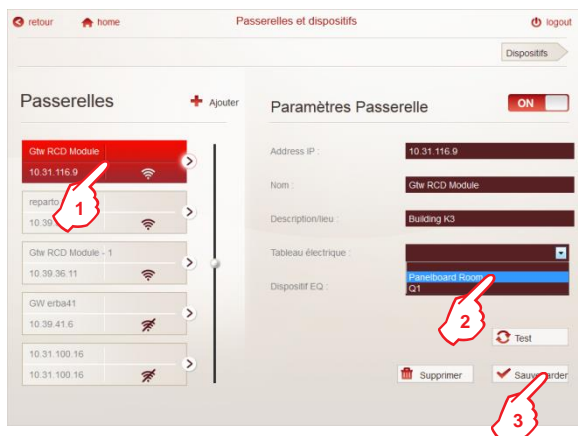 retour
home
Passerelles et dispositifs
logout
Dispositifs
Passerelles
Ajouter
Paramètres Passerelle
ON
Gtw RCD Module
10.31.116.9
reparto
10.39
Gtw RCD Module - 1
10.39.36.11
GW erba41
10.39.41.6
10.31.100.16
10.31.100.16
Address IP :
10.31.116.9
Nom :
Gtw RCD Module
Description/lieu :
Building K3
Tableau électrique :
Panelboard Room
Q1
Dispositif EQ :
Test
Supprimer
Sauvegarder
1
2
3